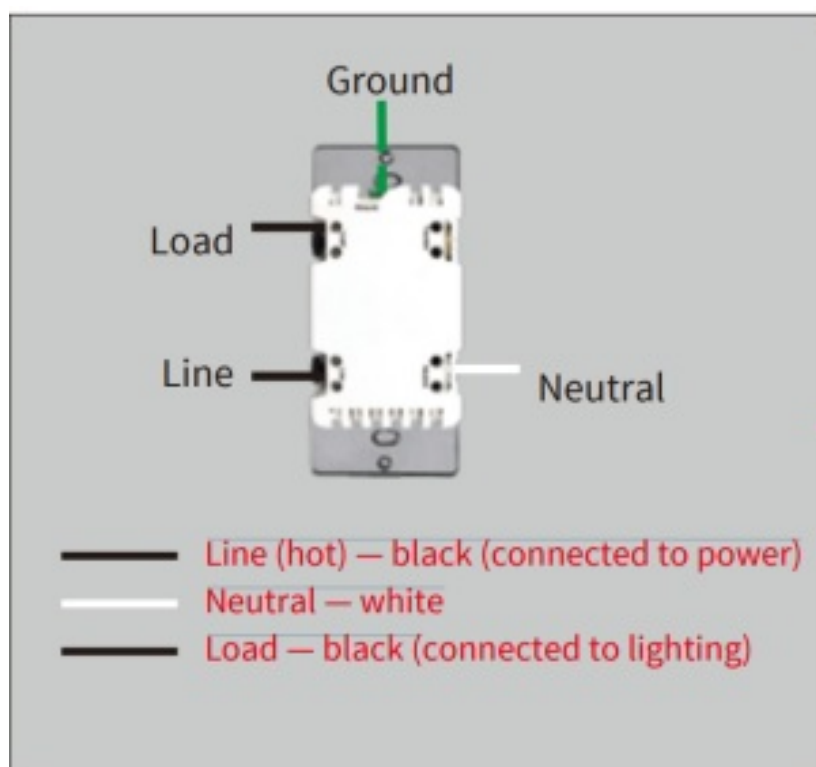 Ground
Load
Line
Neutral
Line (hot) — black (connected to power)
Neutral — white
Load — black (connected to lighting)